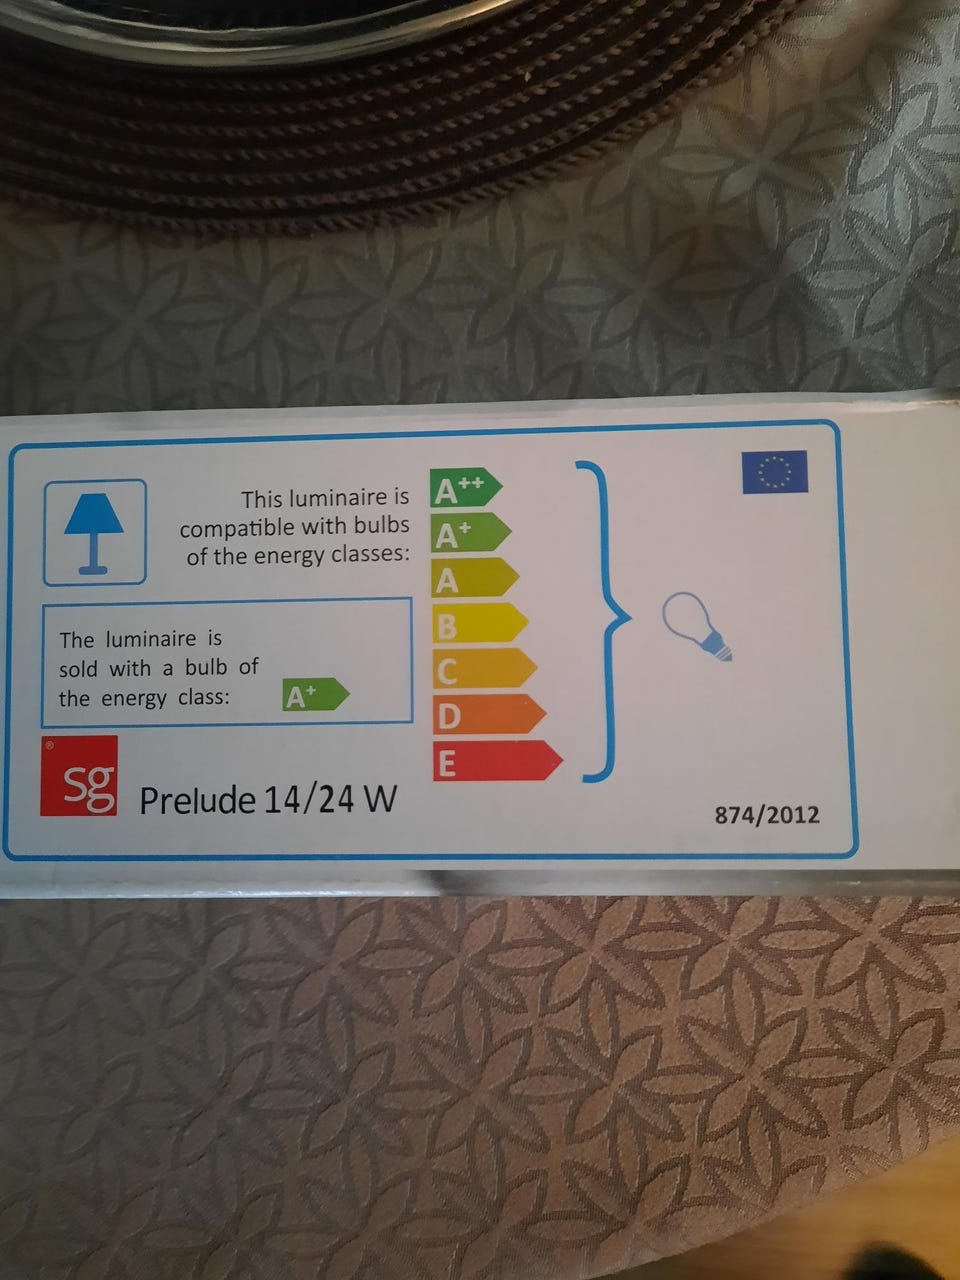 This luminaire is
compatible with bulbs
of the energy classes:
A++
A+
A
B
C
D
E
The luminaire is
sold with a bulb of
the energy class:
A+
®
sg
Prelude 14/24 W
874/2012